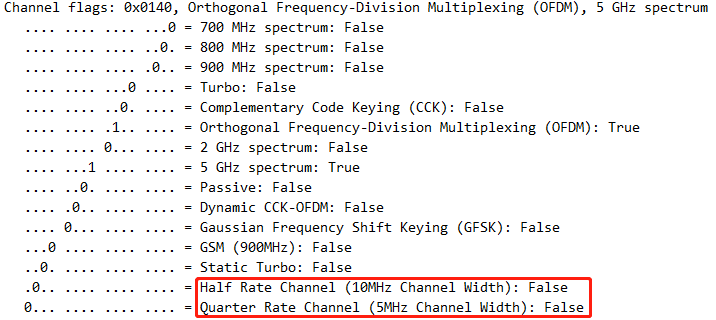 Channel flags: 0x0140, Orthogonal Frequency-Division Multiplexing (OFDM), 5 GHz spectrum
.... .... .... ...0 = 700 MHz spectrum: False
.... .... .... ..0. = 800 MHz spectrum: False
.... .... .... .0.. = 900 MHz spectrum: False
.... .... ...0 .... = Turbo: False
.... .... ..0. .... = Complementary Code Keying (CCK): False
.... .... .1.. .... = Orthogonal Frequency-Division Multiplexing (OFDM): True
.... .... 0... .... = 2 GHz spectrum: False
.... ...1 .... .... = 5 GHz spectrum: True
.... ..0. .... .... = Passive: False
.... .0.. .... .... = Dynamic CCK-OFDM: False
.... 0... .... .... = Gaussian Frequency Shift Keying (GFSK): False
...0 .... .... .... = GSM (900MHz): False
..0. .... .... .... = Static Turbo: False
.0.. .... .... .... = Half Rate Channel (10MHz Channel Width): False
0... .... .... .... = Quarter Rate Channel (5MHz Channel Width): False